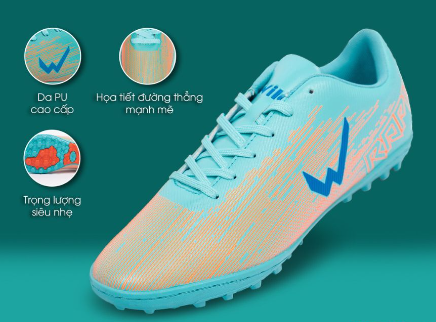 Da PU
cao cấp
Họa tiết đường thẳng
mạnh mẽ
Trọng lượng
siêu nhẹ